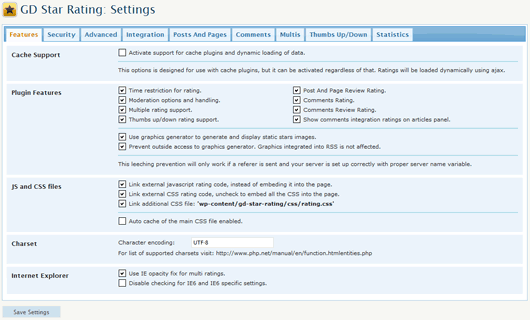 GD Star Rating: Settings
Features Security Advanced Integration Posts And Pages Comments Multis Thumbs Up/Down Statistics
Cache Support
Activate support for cache plugins and dynamic loading of data.
This option is designed for use with cache plugins, but it can be activated regardless of that. Ratings will be loaded dynamically using ajax.
Plugin Features
Time restriction for rating. Post And Page Review Rating.
Moderation options and handling. Comments Rating.
Multiple rating support. Comments Review Rating.
Thumbs up/down rating support. Show comments integration ratings on articles panel.
Use graphics generator to generate and display static stars images.
Prevent outside access to graphics generator. Graphics integrated into RSS is not affected.
This leeching prevention will only work if a referer is sent and your server is set up correctly with proper server name variable.
JS and CSS files
Link external javascript rating code, instead of embeding it into the page.
Link external CSS rating code, uncheck to embed all the CSS into the page.
Link additional CSS file: 'wp-content/gd-star-rating/css/rating.css'
Auto cache of the main CSS file enabled.
Charset
Character encoding: UTF-8
For list of supported charsets visit: http://www.php.net/manual/en/function.htmlentities.php
Internet Explorer
Use IE opacity fix for multi ratings.
Disable checking for IE6 and IE6 specific settings.
Save Settings